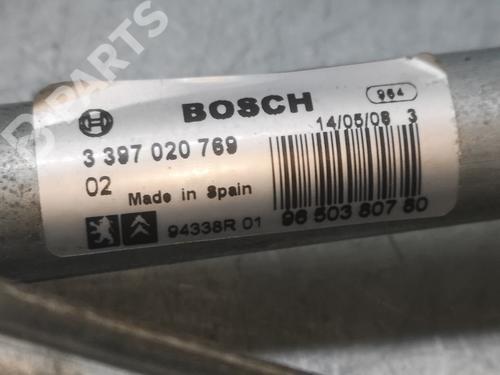 B-PARTS
BOSCH
964
14/05/08 3
3 397 020 769
02 Made in Spain
94338R 01
96 503 807 80